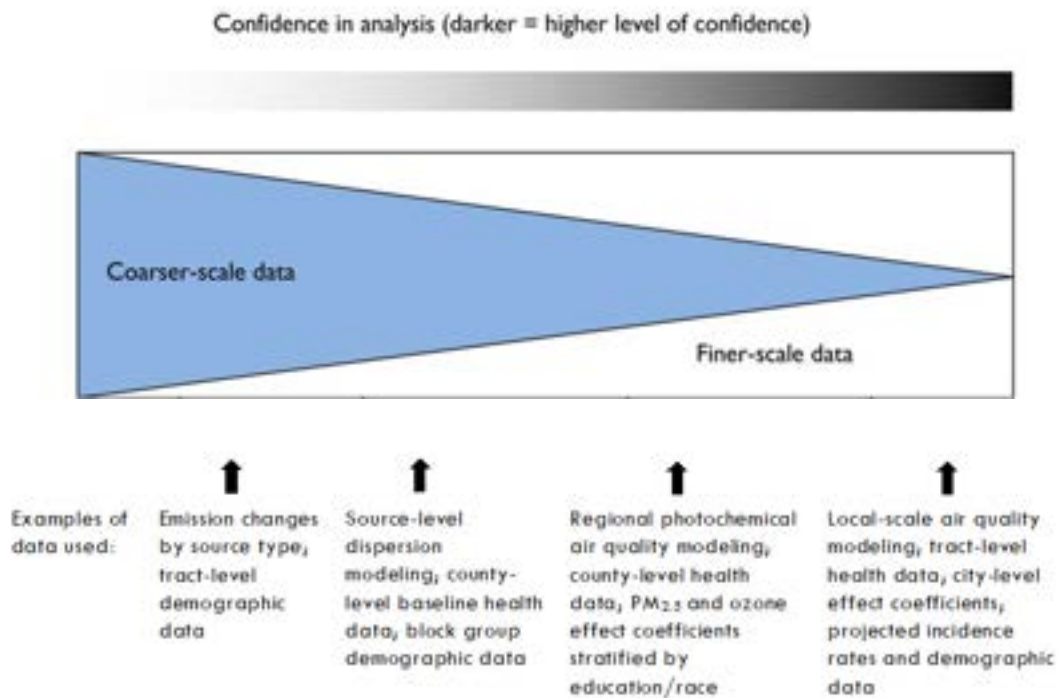 Confidence in analysis (darker = higher level of confidence)
Coarser-scale data
Finer-scale data
Examples of
data used:
Emission changes
by source type,
tract-level
demographic
data
Source-level
dispersion
modeling, county-
level baseline health
data, block group
demographic data
Regional photochemical
air quality modeling,
county-level health
data, PM2.5 and ozone
effect coefficients
stratified by
education/race
Local-scale air quality
modeling, tract-level
health data, city-level
effect coefficients,
projected incidence
rates and demographic
data